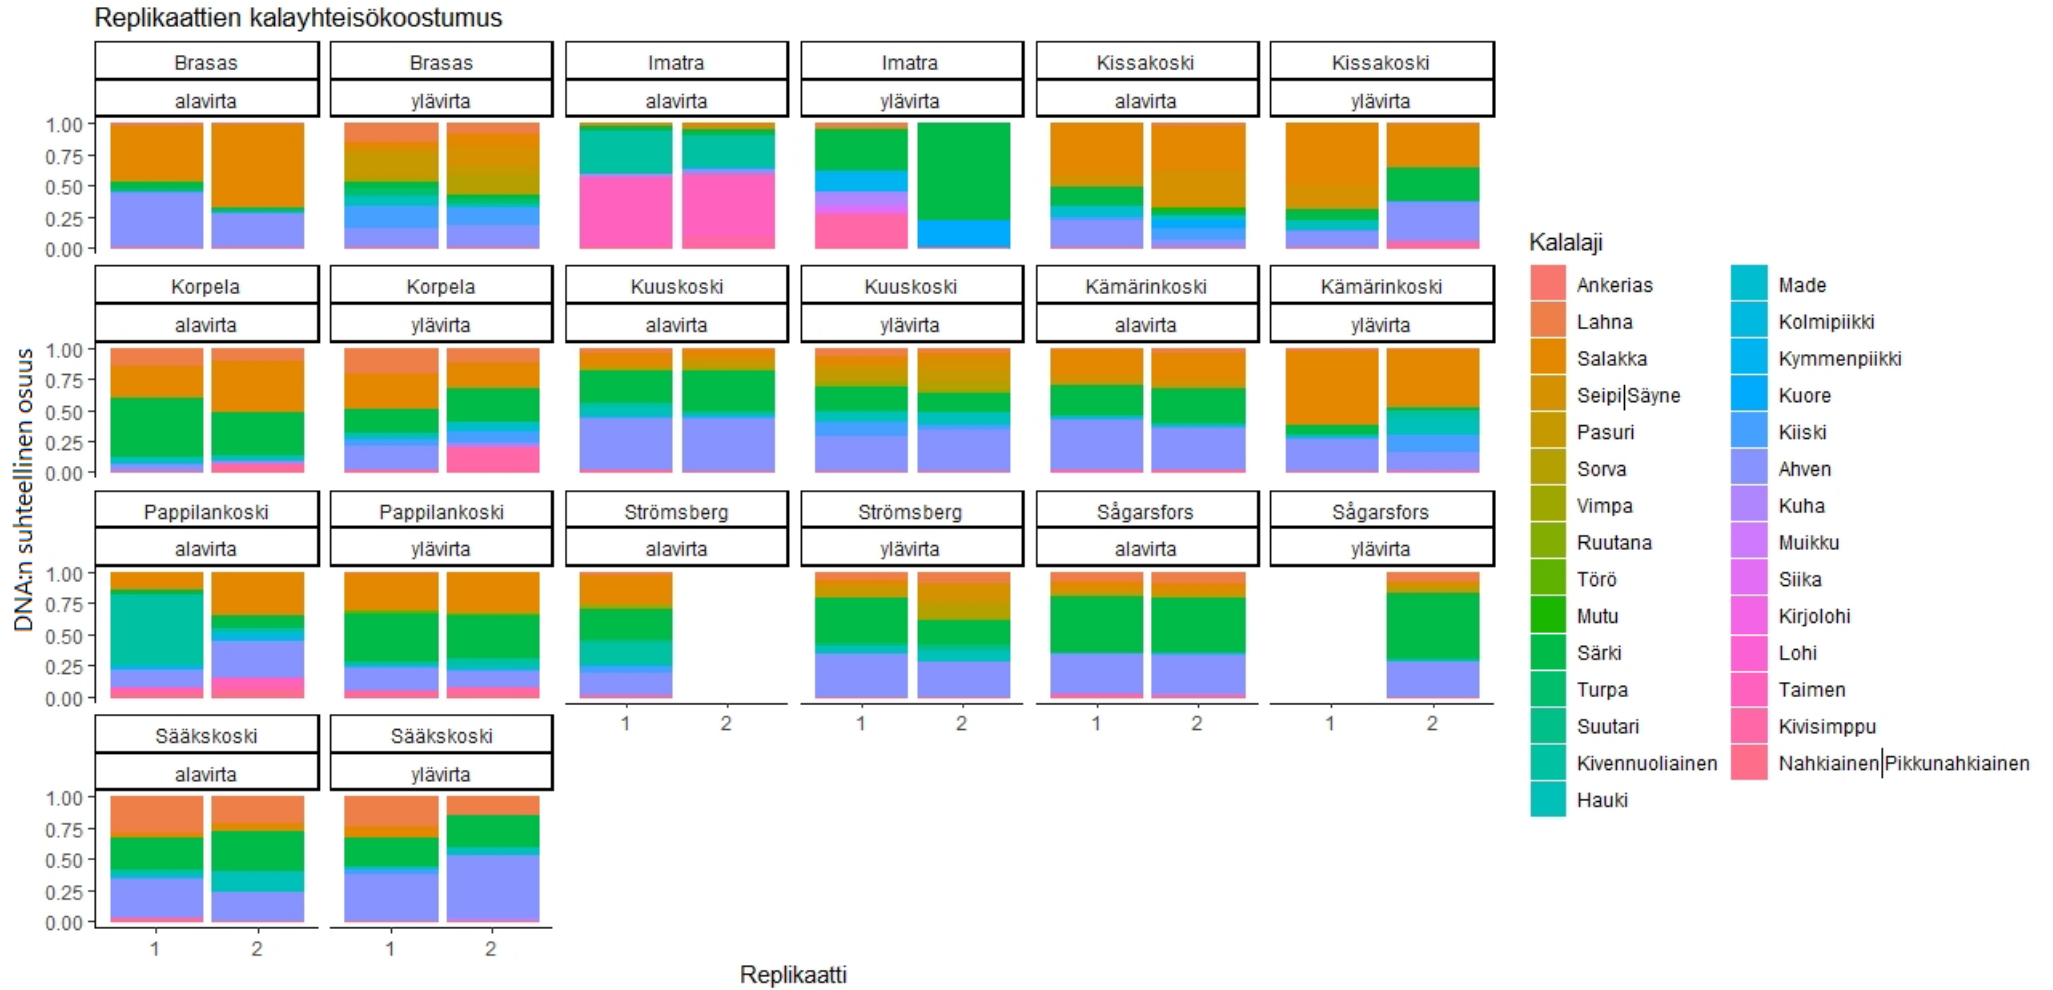 Replikaattien kalayhteisökoostumus
Brasas
Brasas
Imatra
Imatra
Kissakoski
Kissakoski
alavirta
ylävirta
alavirta
ylävirta
alavirta
ylävirta
1.00
0.75
0.50
0.25
0.00
Korpela
Korpela
Kuuskoski
Kuuskoski
Kämärinkoski
Kämärinkoski
alavirta
ylävirta
alavirta
ylävirta
alavirta
ylävirta
1.00
0.75
0.50
0.25
0.00
DNA:n suhteellinen osuus
Pappilankoski
Pappilankoski
Strömsberg
Strömsberg
Sågarsfors
Sågarsfors
alavirta
ylävirta
alavirta
ylävirta
alavirta
ylävirta
1.00
0.75
0.50
0.25
0.00
1 2
1 2
1 2
1 2
Sääkskoski
Sääkskoski
alavirta
ylävirta
1.00
0.75
0.50
0.25
0.00
1 2
1 2
Replikaatti
Kalalaji
Ankerias
Lahna
Salakka
Seipi|Säyne
Pasuri
Sorva
Vimpa
Ruutana
Törö
Mutu
Särki
Turpa
Suutari
Kivennuoliainen
Hauki
Made
Kolmipiikki
Kymmenpiikki
Kuore
Kiiski
Ahven
Kuha
Muikku
Siika
Kirjolohi
Lohi
Taimen
Kivisimppu
Nahkiainen|Pikkunahkiainen